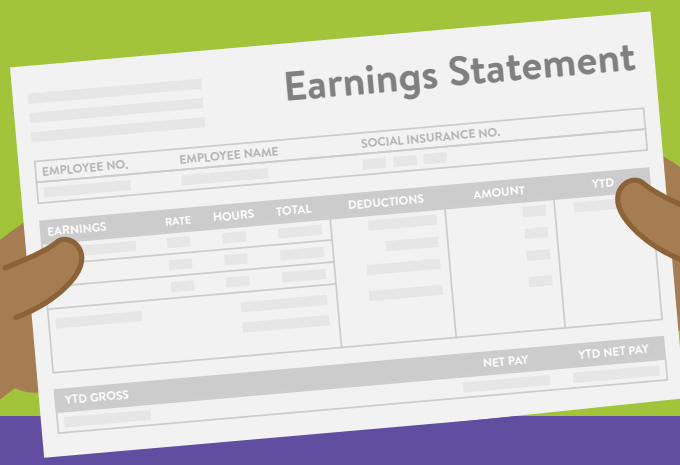 Earnings Statement
EMPLOYEE NO. EMPLOYEE NAME SOCIAL INSURANCE NO.
EARNINGS RATE HOURS TOTAL DEDUCTIONS AMOUNT YTD
YTD GROSS NET PAY YTD NET PAY